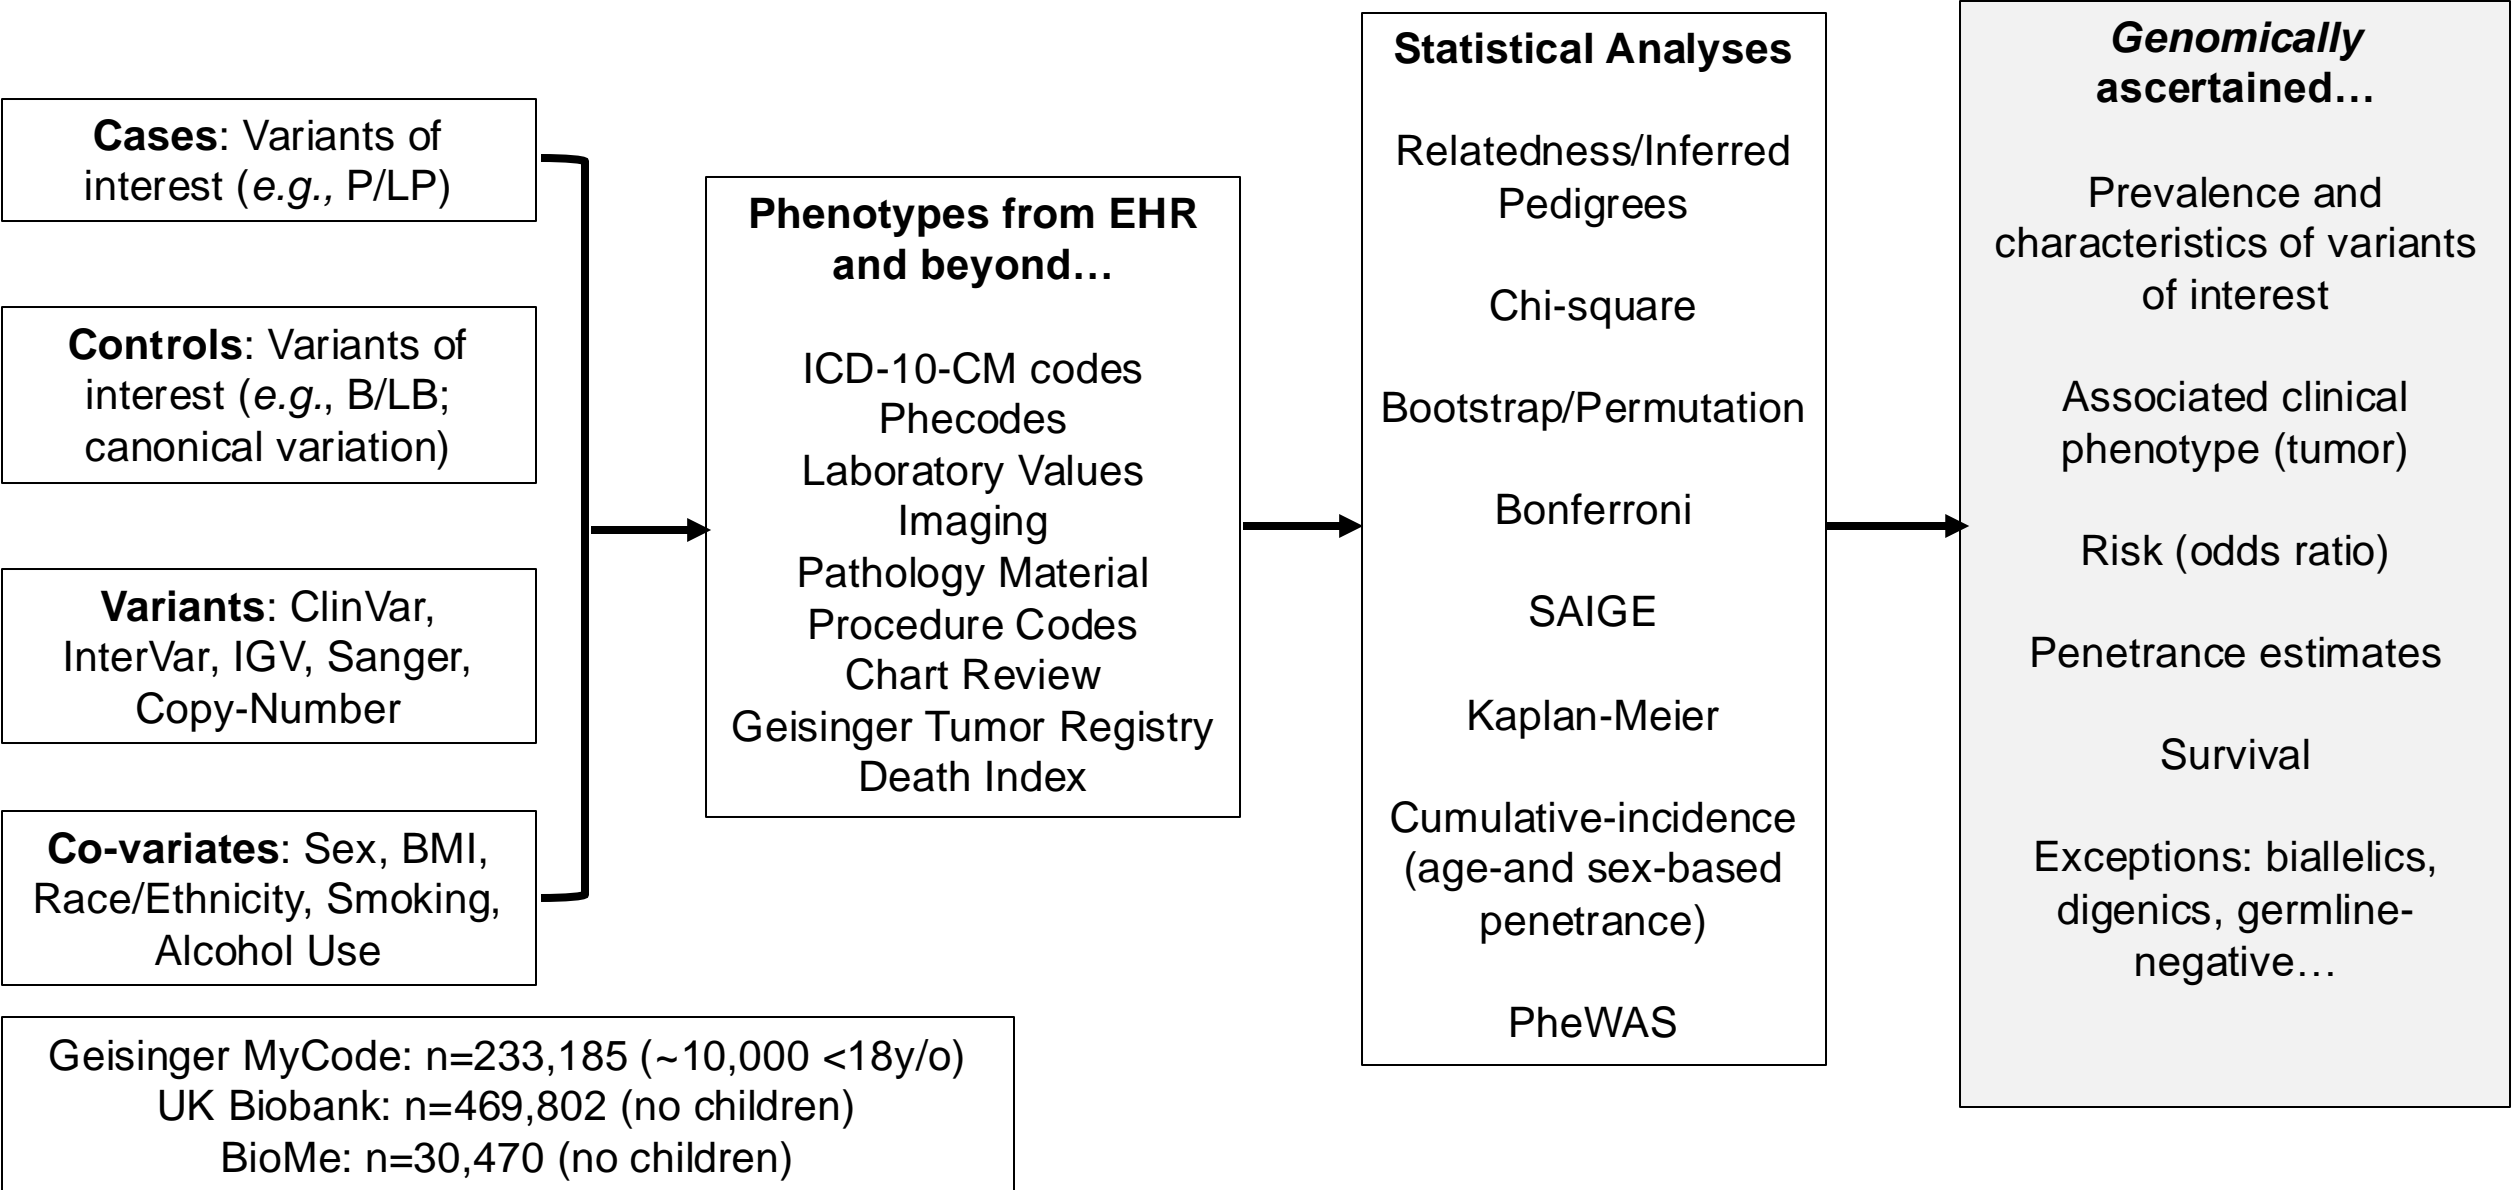 Cases: Variants of
interest (e.g., P/LP)
Controls: Variants of
interest (e.g., B/LB;
canonical variation)
Variants: ClinVar,
InterVar, IGV, Sanger,
Copy-Number
Co-variates: Sex, BMI,
Race/Ethnicity, Smoking,
Alcohol Use
Geisinger MyCode: n=233,185 (~10,000 <18y/o)
UK Biobank: n=469,802 (no children)
BioMe: n=30,470 (no children)
Phenotypes from EHR
and beyond…
ICD-10-CM codes
Phecodes
Laboratory Values
Imaging
Pathology Material
Procedure Codes
Chart Review
Geisinger Tumor Registry
Death Index
Statistical Analyses
Relatedness/Inferred
Pedigrees
Chi-square
Bootstrap/Permutation
Bonferroni
SAIGE
Kaplan-Meier
Cumulative-incidence
(age-and sex-based
penetrance)
PheWAS
Genomically
ascertained…
Prevalence and
characteristics of variants
of interest
Associated clinical
phenotype (tumor)
Risk (odds ratio)
Penetrance estimates
Survival
Exceptions: biallelics,
digenics, germline-
negative…